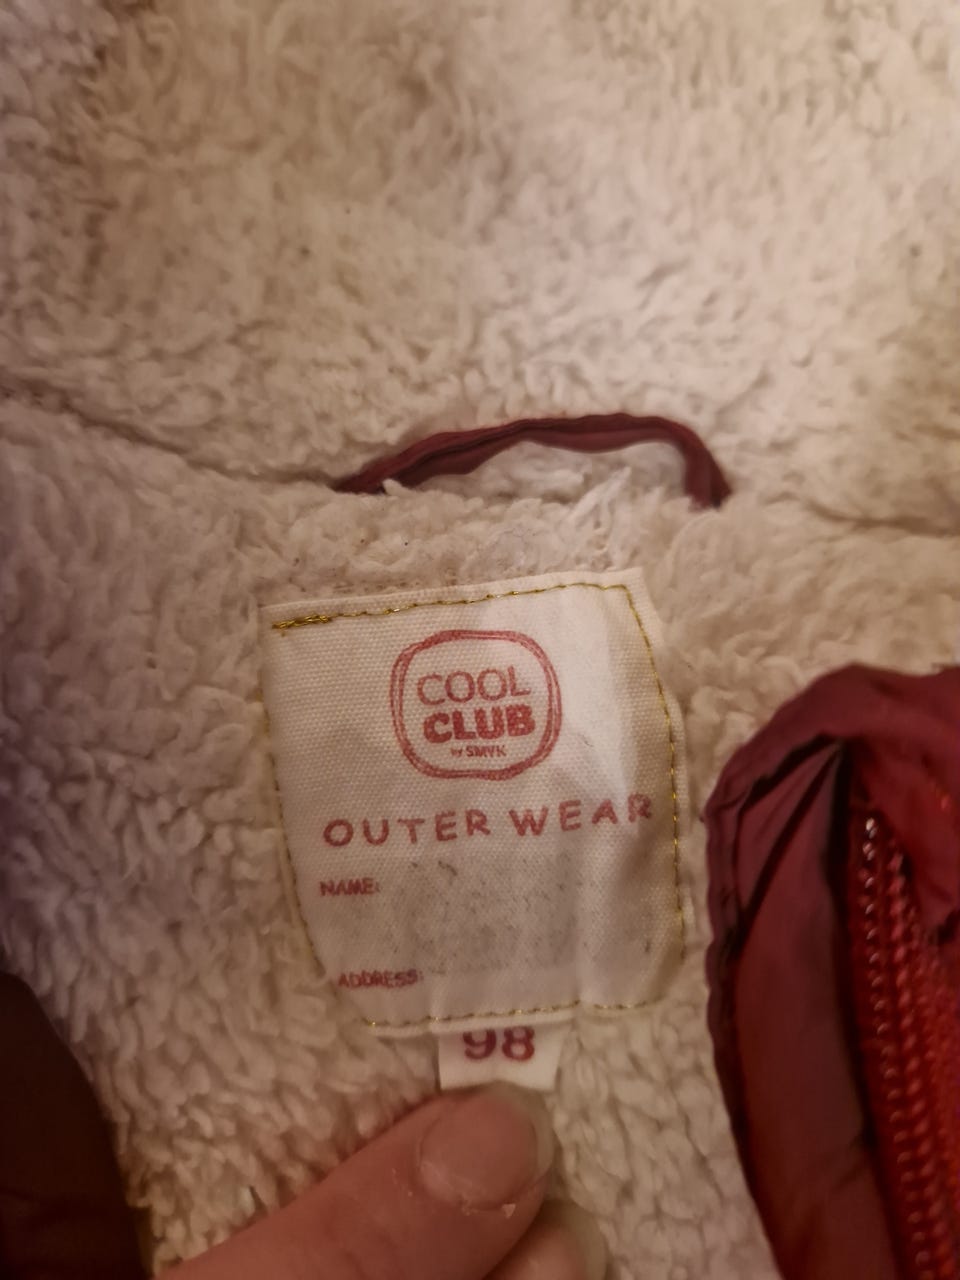 COOL
CLUB
BY SMYK
OUTER WEAR
NAME:
ADDRESS:
98